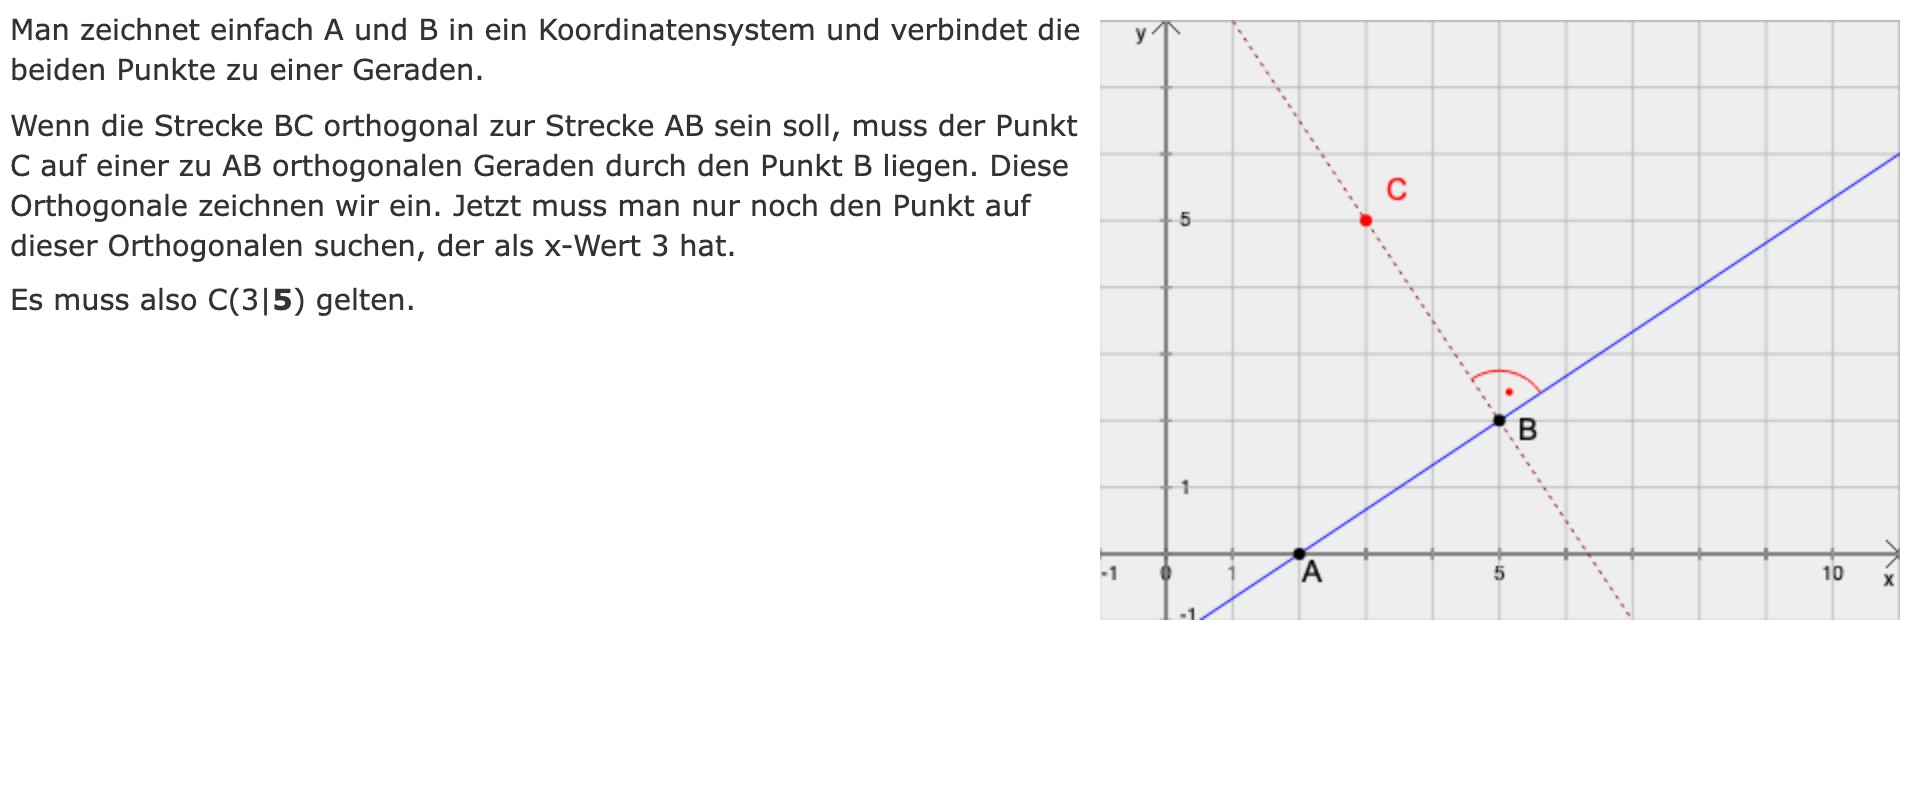 Man zeichnet einfach A und B in ein Koordinatensystem und verbindet die
beiden Punkte zu einer Geraden.
Wenn die Strecke BC orthogonal zur Strecke AB sein soll, muss der Punkt
C auf einer zu AB orthogonalen Geraden durch den Punkt B liegen. Diese
Orthogonale zeichnen wir ein. Jetzt muss man nur noch den Punkt auf
dieser Orthogonalen suchen, der als x-Wert 3 hat.
Es muss also C(3|5) gelten.
y
C
5
B
1
A
-1 0 1 5 10 x
-1